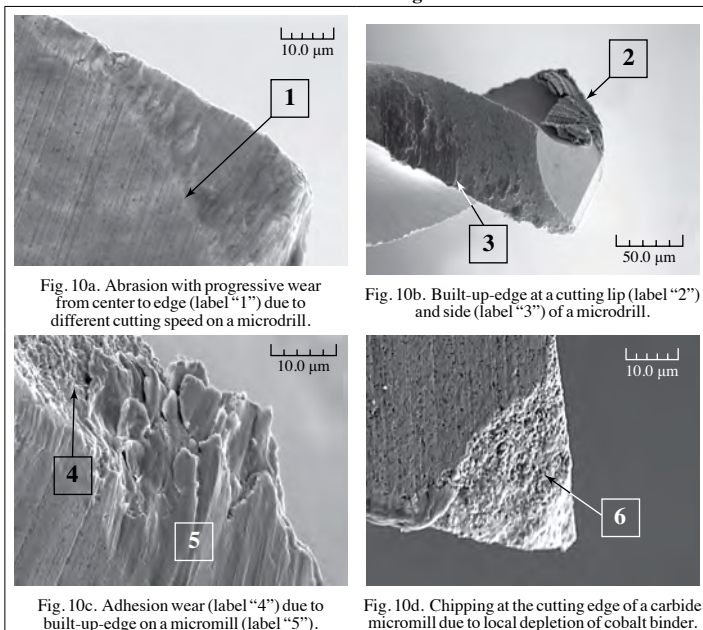 1
10.0 µm
2
3
50.0 µm
Fig. 10a. Abrasion with progressive wear
from center to edge (label “1”) due to
different cutting speed on a microdrill.
Fig. 10b. Built-up-edge at a cutting lip (label “2”)
and side (label “3”) of a microdrill.
4
5
10.0 µm
6
10.0 µm
Fig. 10c. Adhesion wear (label “4”) due to
built-up-edge on a micromill (label “5”).
Fig. 10d. Chipping at the cutting edge of a carbide
micromill due to local depletion of cobalt binder.